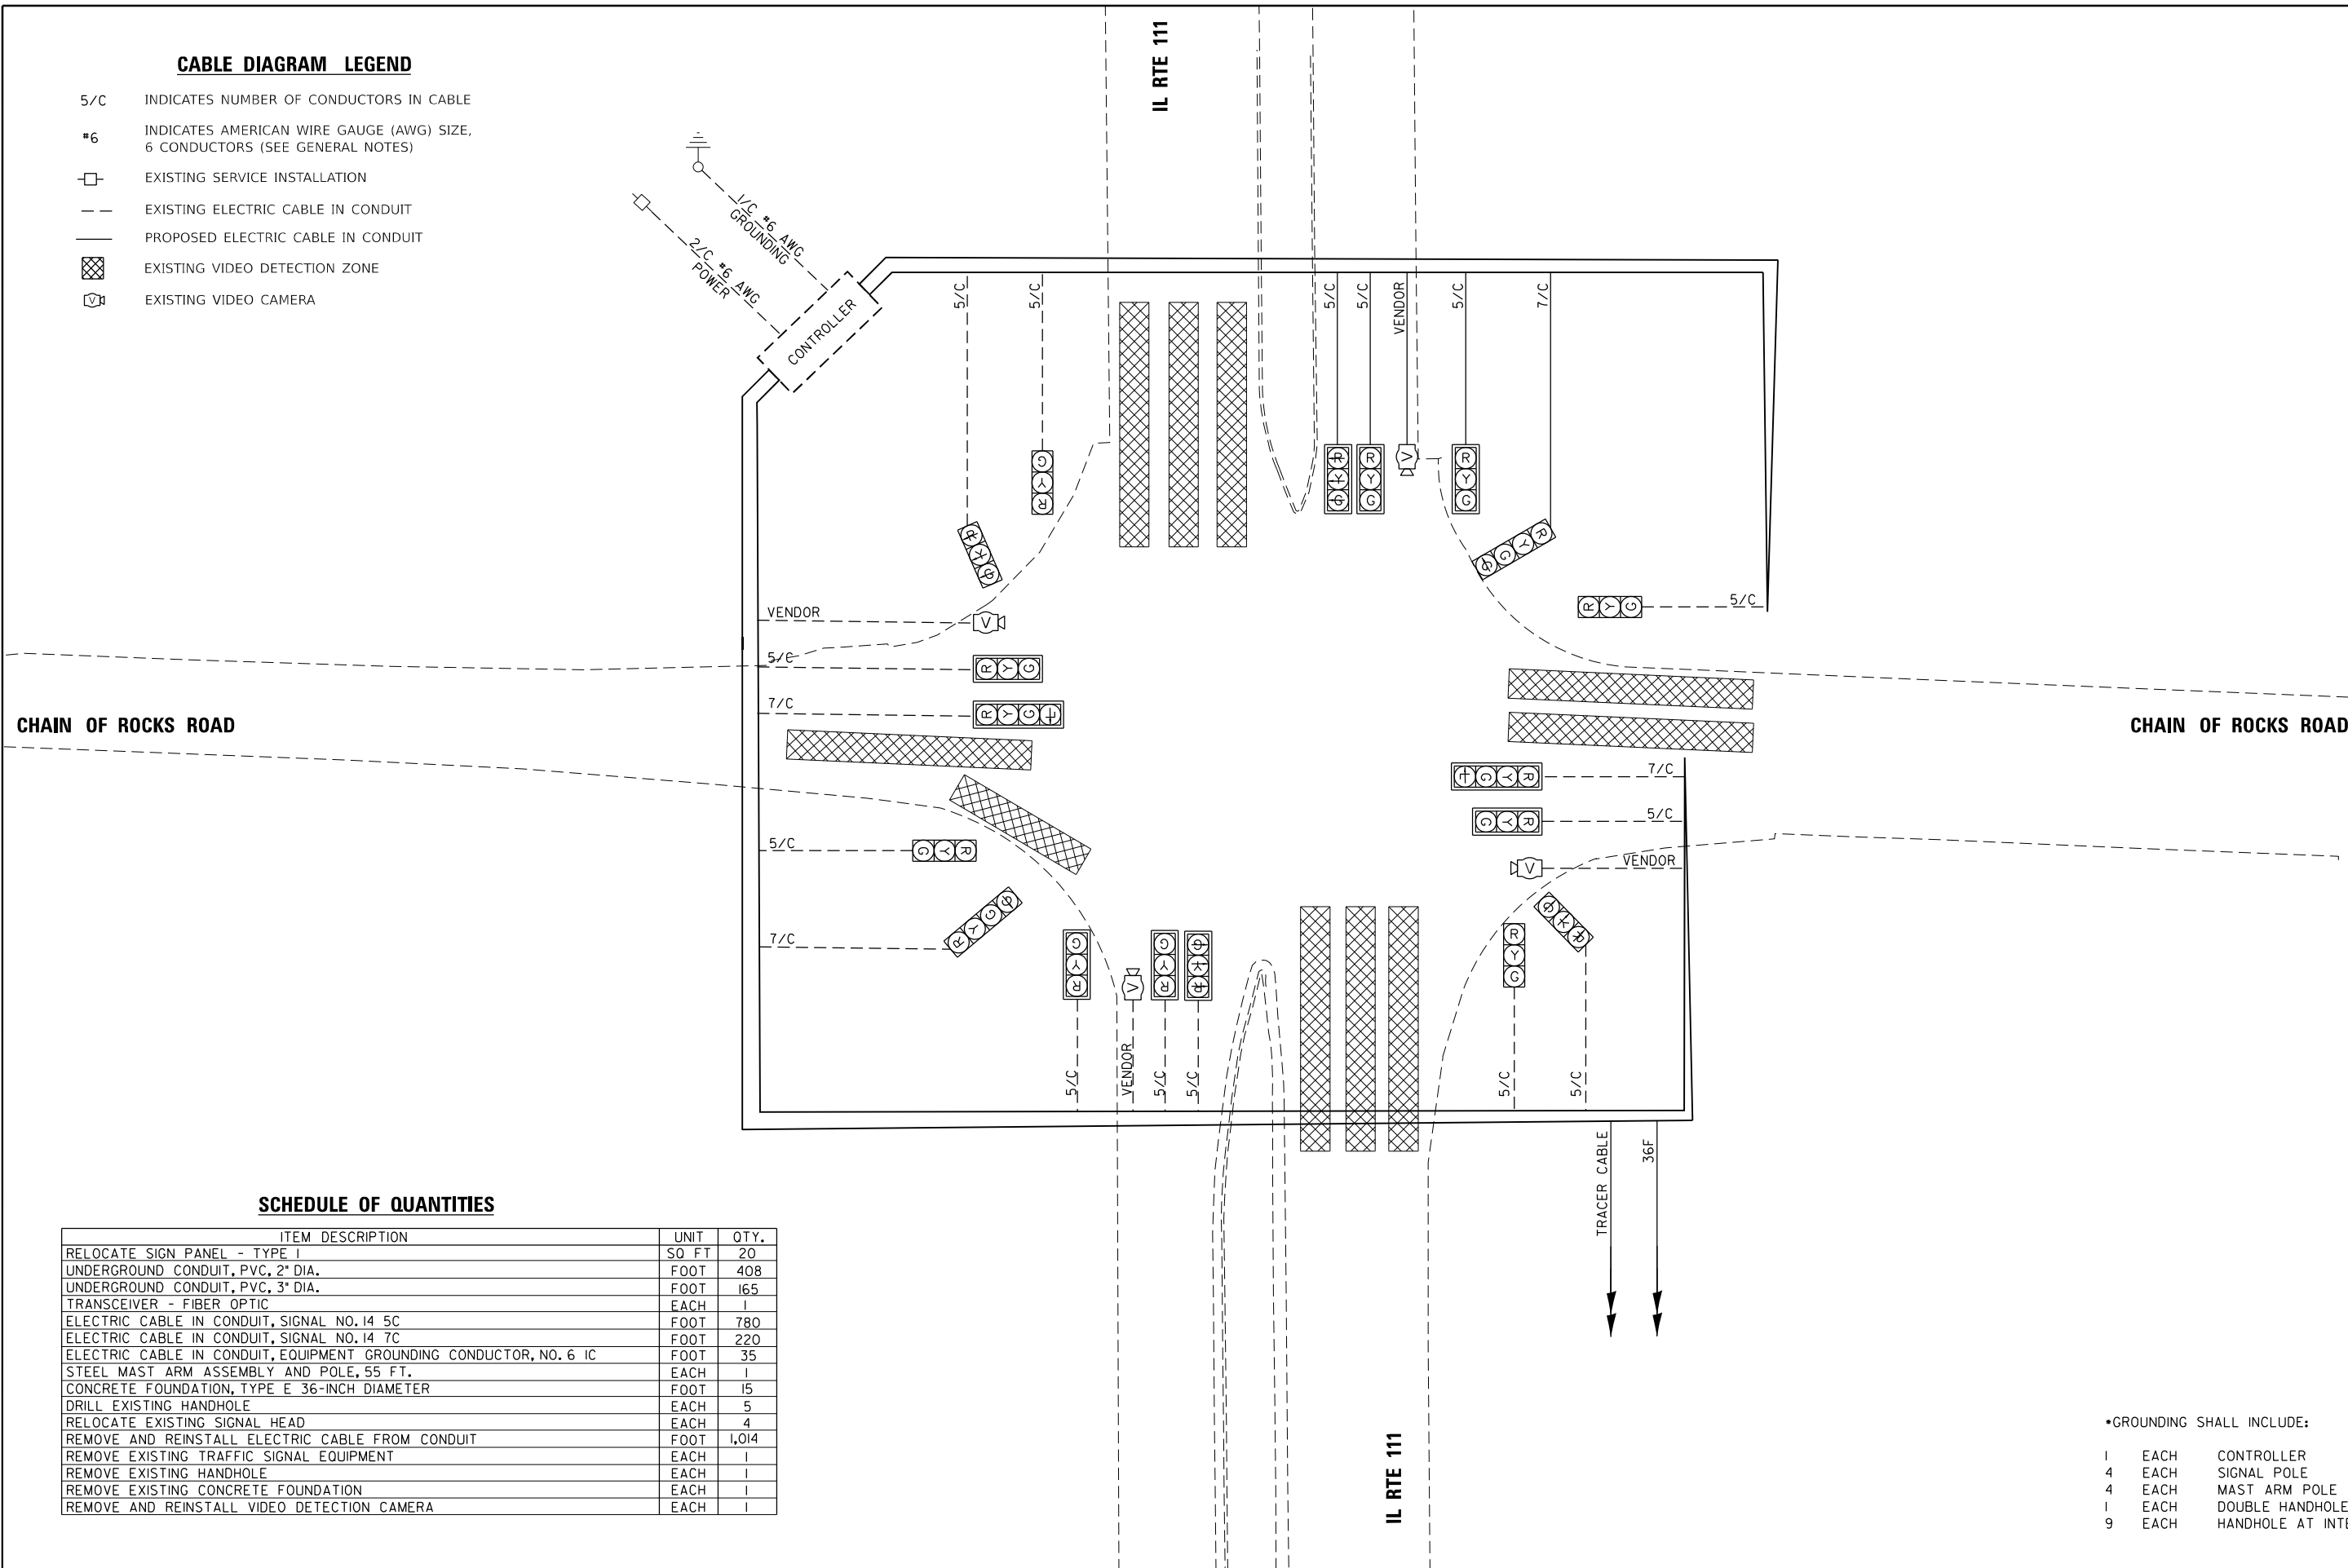 CABLE DIAGRAM LEGEND
5/C INDICATES NUMBER OF CONDUCTORS IN CABLE
#6 INDICATES AMERICAN WIRE GAUGE (AWG) SIZE,
6 CONDUCTORS (SEE GENERAL NOTES)
EXISTING SERVICE INSTALLATION
EXISTING ELECTRIC CABLE IN CONDUIT
PROPOSED ELECTRIC CABLE IN CONDUIT
EXISTING VIDEO DETECTION ZONE
V EXISTING VIDEO CAMERA
IL RTE 111
1/C #6 AWG
GROUNDING
2/C #6 AWG
POWER
CONTROLLER
5/C
5/C
5/C
5/C
VENDOR
5/C
7/C
G Y R
R Y G
R Y G
R Y G
V
R Y G
R Y G G
R Y G
5/C
R Y G
VENDOR
V
5/C
R Y G
7/C
R Y G
CHAIN OF ROCKS ROAD
CHAIN OF ROCKS ROAD
G Y R
7/C
G Y R
5/C
V
VENDOR
5/C
G Y R
7/C
R Y G G
G Y R
V
G Y R
G Y R
R Y G
G Y R
5/C
VENDOR
5/C
5/C
5/C
5/C
TRACER CABLE
36F
IL RTE 111
SCHEDULE OF QUANTITIES
ITEM DESCRIPTION UNIT QTY.
RELOCATE SIGN PANEL - TYPE 1 SQ FT 20
UNDERGROUND CONDUIT, PVC, 2" DIA. FOOT 408
UNDERGROUND CONDUIT, PVC, 3" DIA. FOOT 165
TRANSCEIVER - FIBER OPTIC EACH 1
ELECTRIC CABLE IN CONDUIT, SIGNAL NO. 14 5C FOOT 780
ELECTRIC CABLE IN CONDUIT, SIGNAL NO. 14 7C FOOT 220
ELECTRIC CABLE IN CONDUIT, EQUIPMENT GROUNDING CONDUCTOR, NO. 6 1C FOOT 35
STEEL MAST ARM ASSEMBLY AND POLE, 55 FT. EACH 1
CONCRETE FOUNDATION, TYPE E 36-INCH DIAMETER FOOT 15
DRILL EXISTING HANDHOLE EACH 5
RELOCATE EXISTING SIGNAL HEAD EACH 4
REMOVE AND REINSTALL ELECTRIC CABLE FROM CONDUIT FOOT 1,014
REMOVE EXISTING TRAFFIC SIGNAL EQUIPMENT EACH 1
REMOVE EXISTING HANDHOLE EACH 1
REMOVE EXISTING CONCRETE FOUNDATION EACH 1
REMOVE AND REINSTALL VIDEO DETECTION CAMERA EACH 1
*GROUNDING SHALL INCLUDE:
1 EACH CONTROLLER
4 EACH SIGNAL POLE
4 EACH MAST ARM POLE
1 EACH DOUBLE HANDHOLE
9 EACH HANDHOLE AT